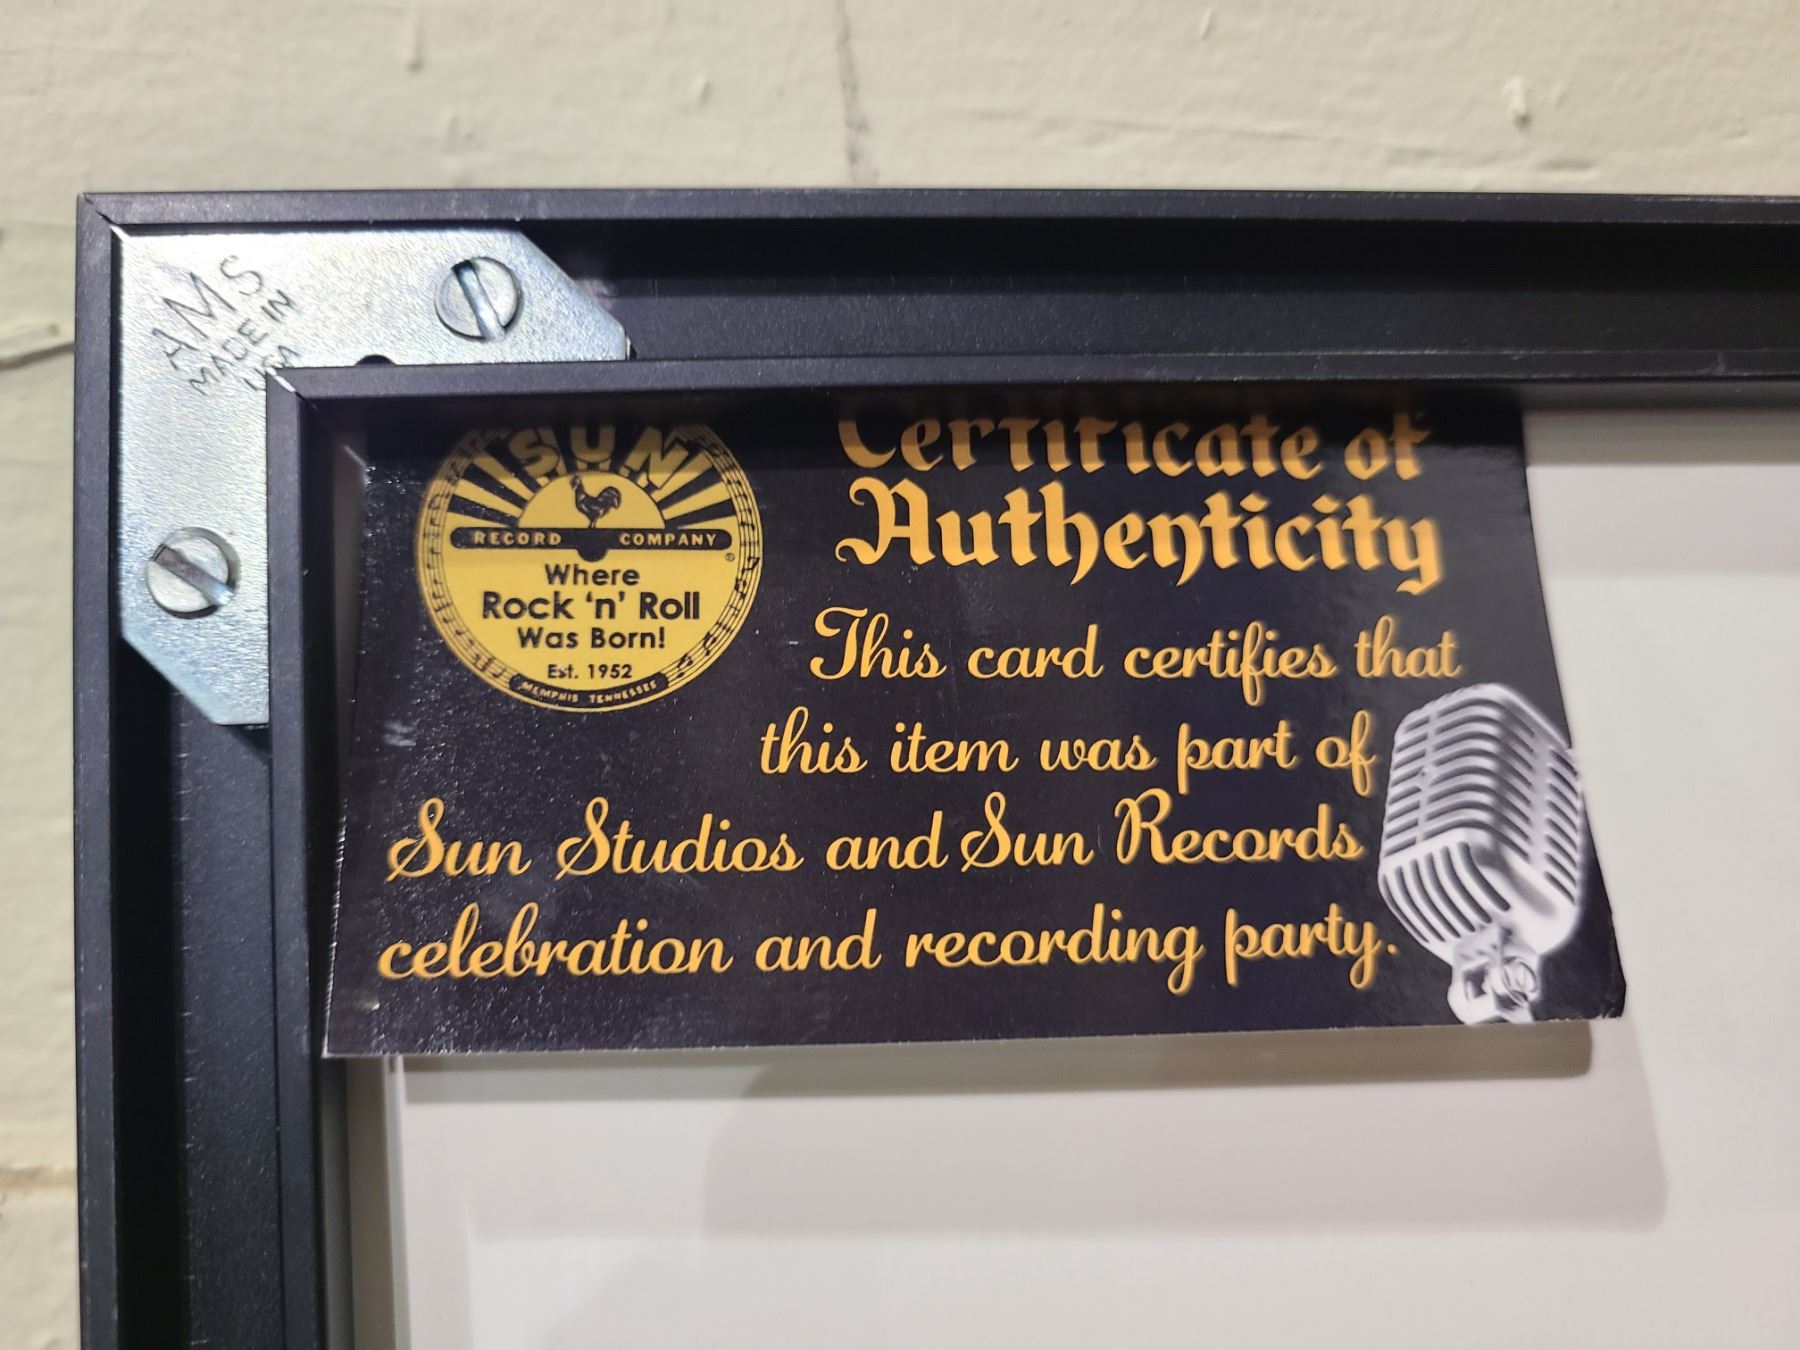 AMS
MADE IN
USA
SUN
RECORD COMPANY
Where
Rock 'n' Roll
Was Born!
Est. 1952
MEMPHIS TENNESSEE
Certificate of
Authenticity
This card certifies that
this item was part of
Sun Studios and Sun Records
celebration and recording party.